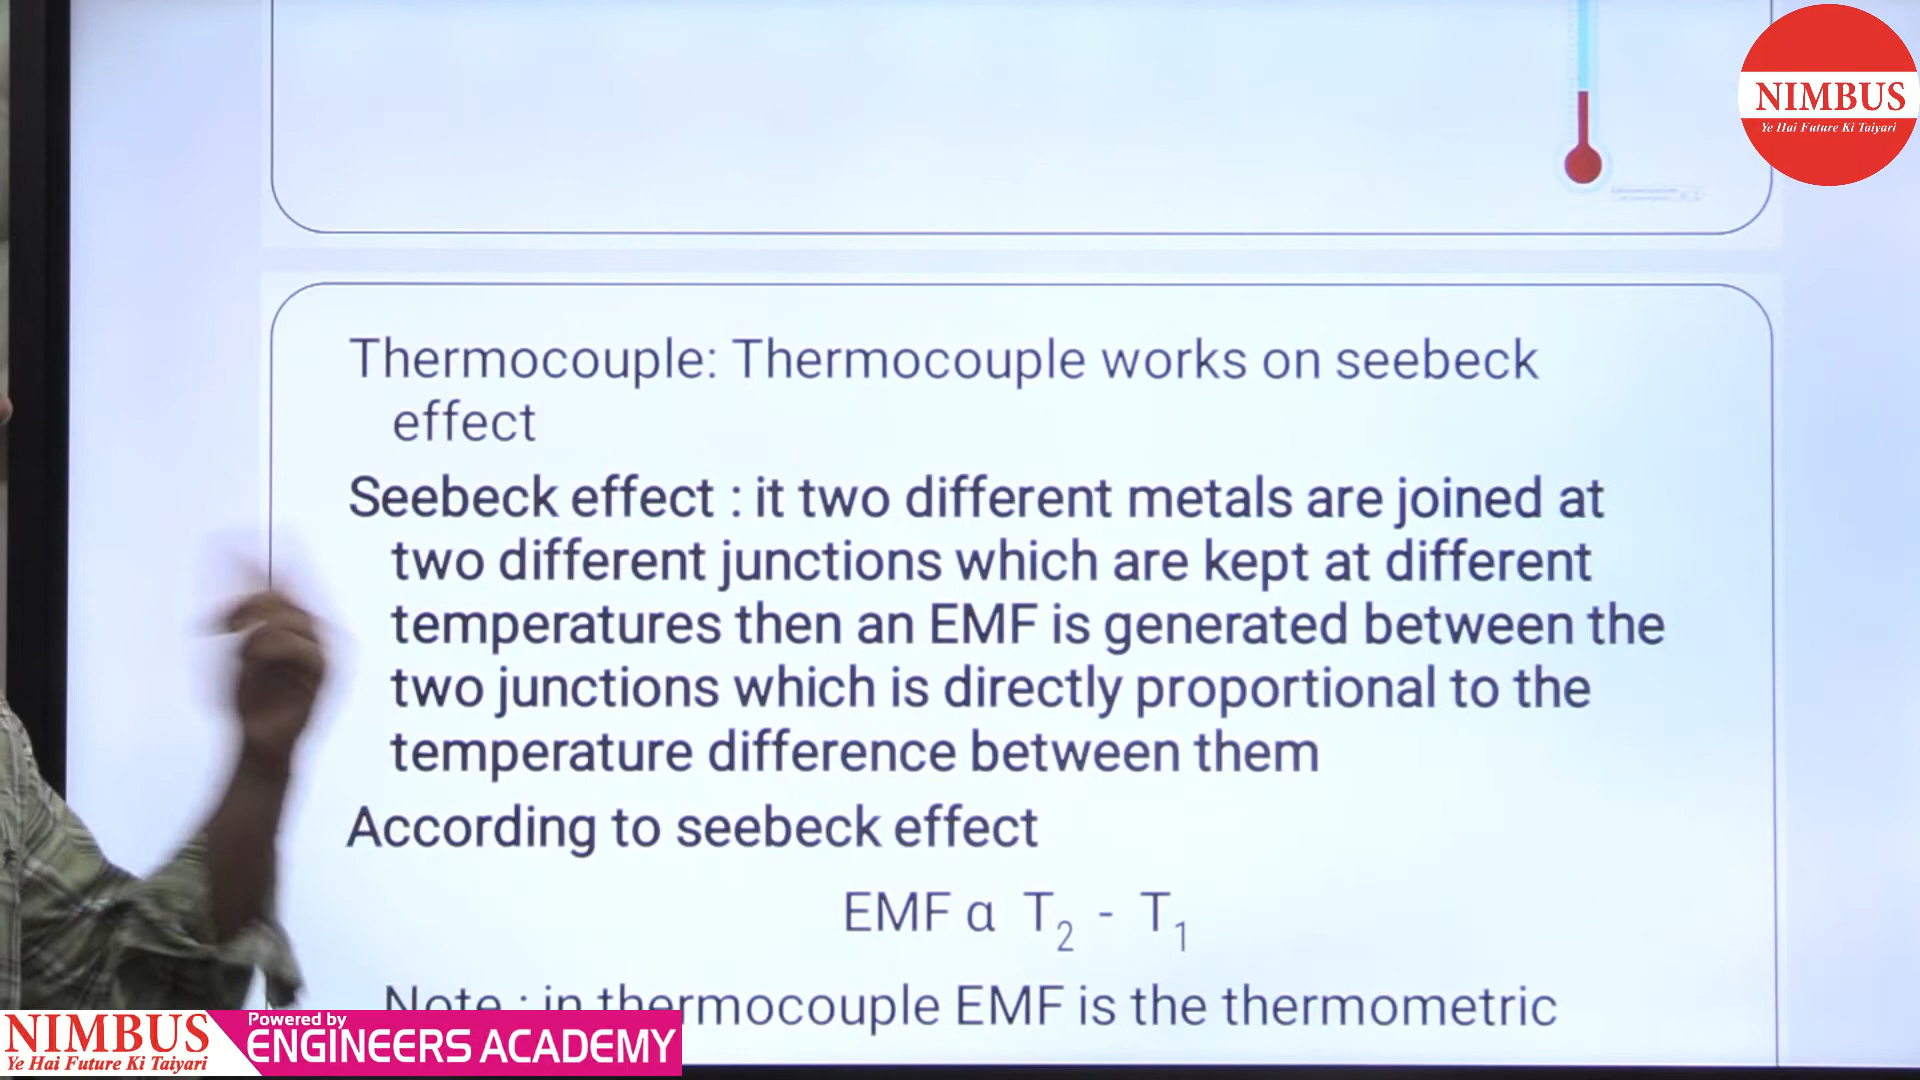 NIMBUS
Ye Hai Future Ki Taiyari
Thermocouple: Thermocouple works on seebeck
effect
Seebeck effect : it two different metals are joined at
two different junctions which are kept at different
temperatures then an EMF is generated between the
two junctions which is directly proportional to the
temperature difference between them
According to seebeck effect
EMF α T₂ - T₁
Note : in thermocouple EMF is the thermometric
NIMBUS
Ye Hai Future Ki Taiyari
Powered by
ENGINEERS ACADEMY